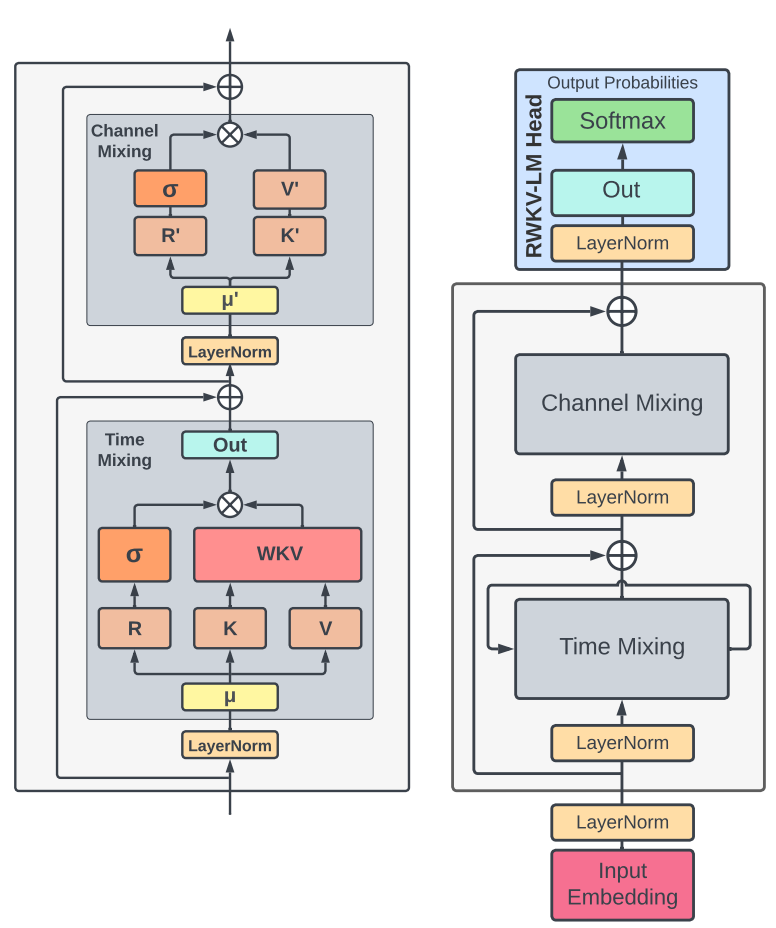 Channel
Mixing
σ
V'
R'
K'
μ'
LayerNorm
Time
Mixing
Out
σ
WKV
R
K
V
μ
LayerNorm
RWKV-LM Head
Output Probabilities
Softmax
Out
LayerNorm
Channel Mixing
LayerNorm
Time Mixing
LayerNorm
LayerNorm
Input
Embedding